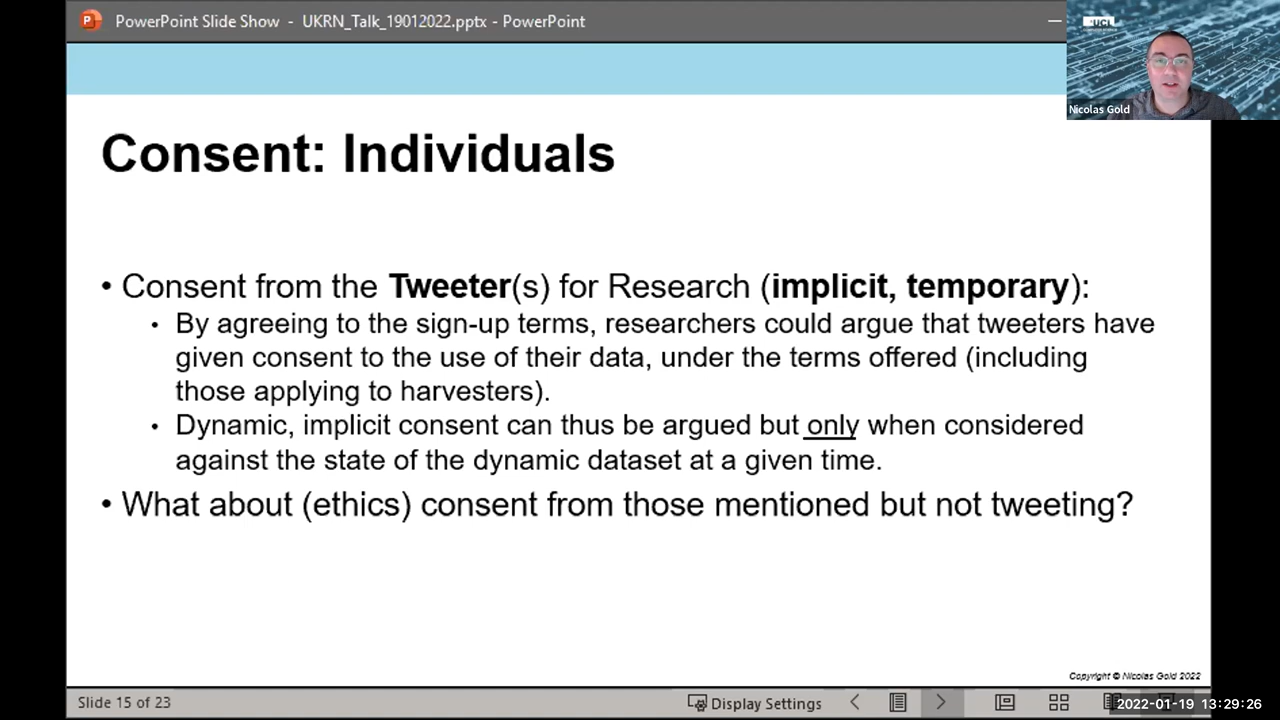 PowerPoint Slide Show - UKRN_Talk_19012022.pptx - PowerPoint
UCL
Nicolas Gold
Consent: Individuals
• Consent from the Tweeter(s) for Research (implicit, temporary):
• By agreeing to the sign-up terms, researchers could argue that tweeters have
given consent to the use of their data, under the terms offered (including
those applying to harvesters).
• Dynamic, implicit consent can thus be argued but only when considered
against the state of the dynamic dataset at a given time.
• What about (ethics) consent from those mentioned but not tweeting?
Copyright © Nicolas Gold 2022
Slide 15 of 23
Display Settings
2022-01-19 13:29:26